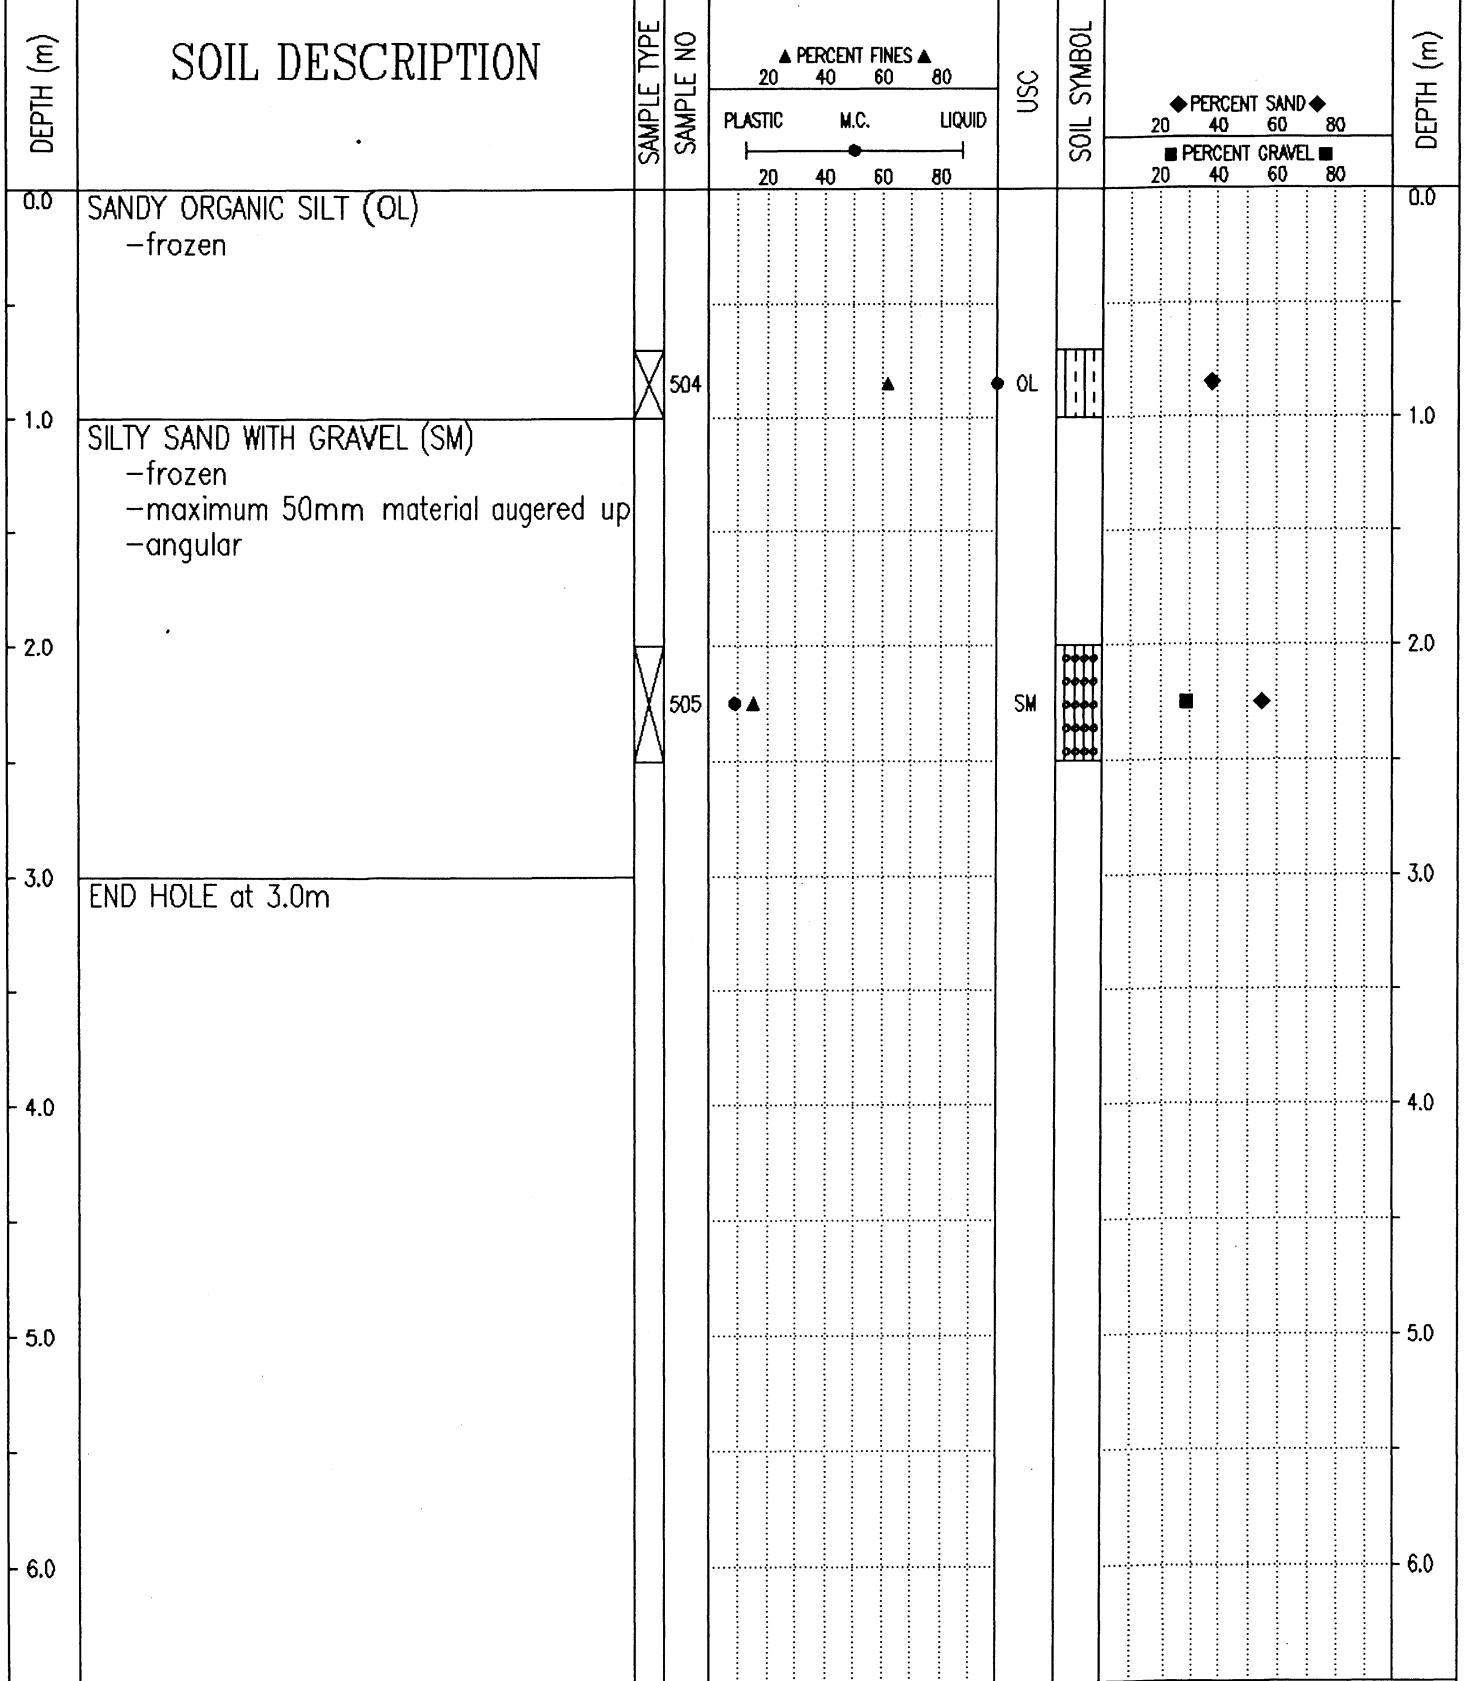 DEPTH (m)
SOIL DESCRIPTION
SAMPLE TYPE
SAMPLE NO
▲ PERCENT FINES ▲
20 40 60 80
PLASTIC M.C. LIQUID
20 40 60 80
USC
SOIL SYMBOL
◆ PERCENT SAND ◆
20 40 60 80
■ PERCENT GRAVEL ■
20 40 60 80
DEPTH (m)
0.0 SANDY ORGANIC SILT (OL) 0.0
-frozen
504 OL
1.0 1.0
SILTY SAND WITH GRAVEL (SM)
-frozen
-maximum 50mm material augered up
-angular
2.0 2.0
505 SM
3.0 3.0
END HOLE at 3.0m
4.0 4.0
5.0 5.0
6.0 6.0